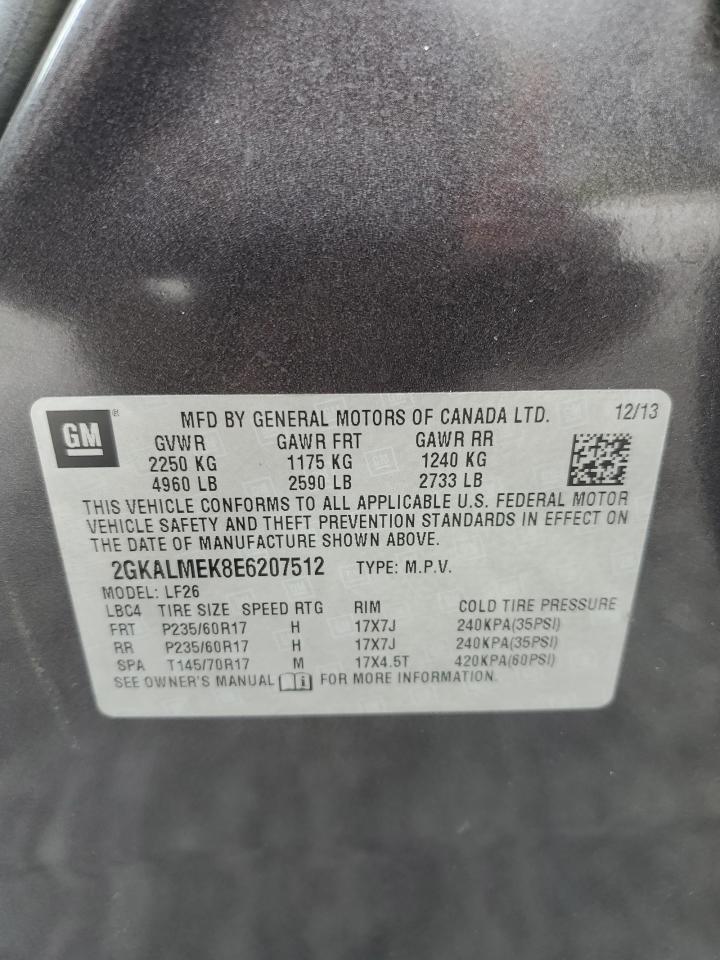 GM ®
MFD BY GENERAL MOTORS OF CANADA LTD. 12/13
GVWR GAWR FRT GAWR RR
2250 KG 1175 KG 1240 KG
4960 LB 2590 LB 2733 LB
THIS VEHICLE CONFORMS TO ALL APPLICABLE U.S. FEDERAL MOTOR
VEHICLE SAFETY AND THEFT PREVENTION STANDARDS IN EFFECT ON
THE DATE OF MANUFACTURE SHOWN ABOVE.
2GKALMEK8E6207512 TYPE: M.P.V.
MODEL: LF26
LBC4 TIRE SIZE SPEED RTG RIM COLD TIRE PRESSURE
FRT P235/60R17 H 17X7J 240KPA(35PSI)
RR P235/60R17 H 17X7J 240KPA(35PSI)
SPA T145/70R17 M 17X4.5T 420KPA(60PSI)
SEE OWNER'S MANUAL i FOR MORE INFORMATION.